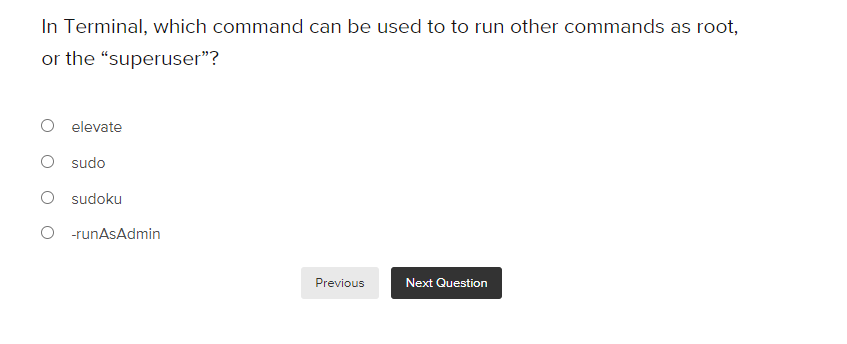 In Terminal, which command can be used to to run other commands as root,
or the “superuser”?
elevate
sudo
sudoku
-runAsAdmin
Previous
Next Question